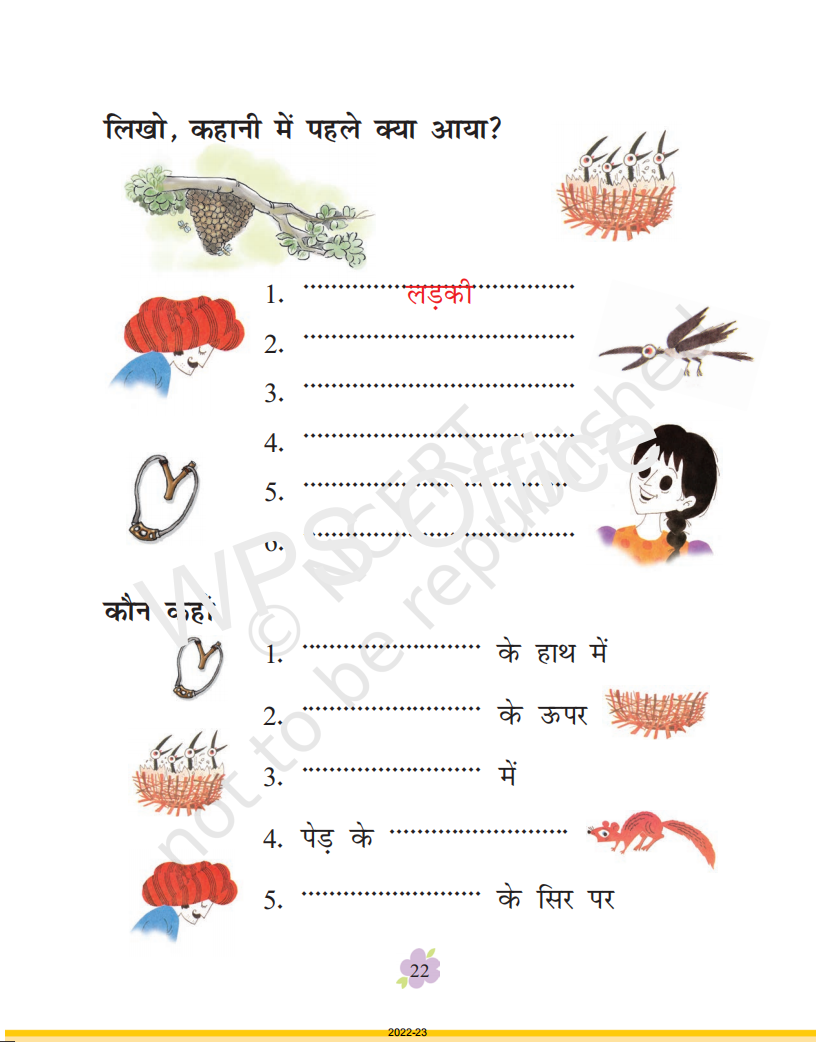 लिखो, कहानी में पहले क्या आया?
1. ........................................ लड़की
2. ........................................
3. ........................................
4. ........................................
5. ........................................
6. ........................................
कौन कहाँ
1. .......................... के हाथ में
2. .......................... के ऊपर
3. .......................... में
4. पेड़ के ..........................
5. .......................... के सिर पर
22
2022-23
WPS Office
© NCERT
not to be republished